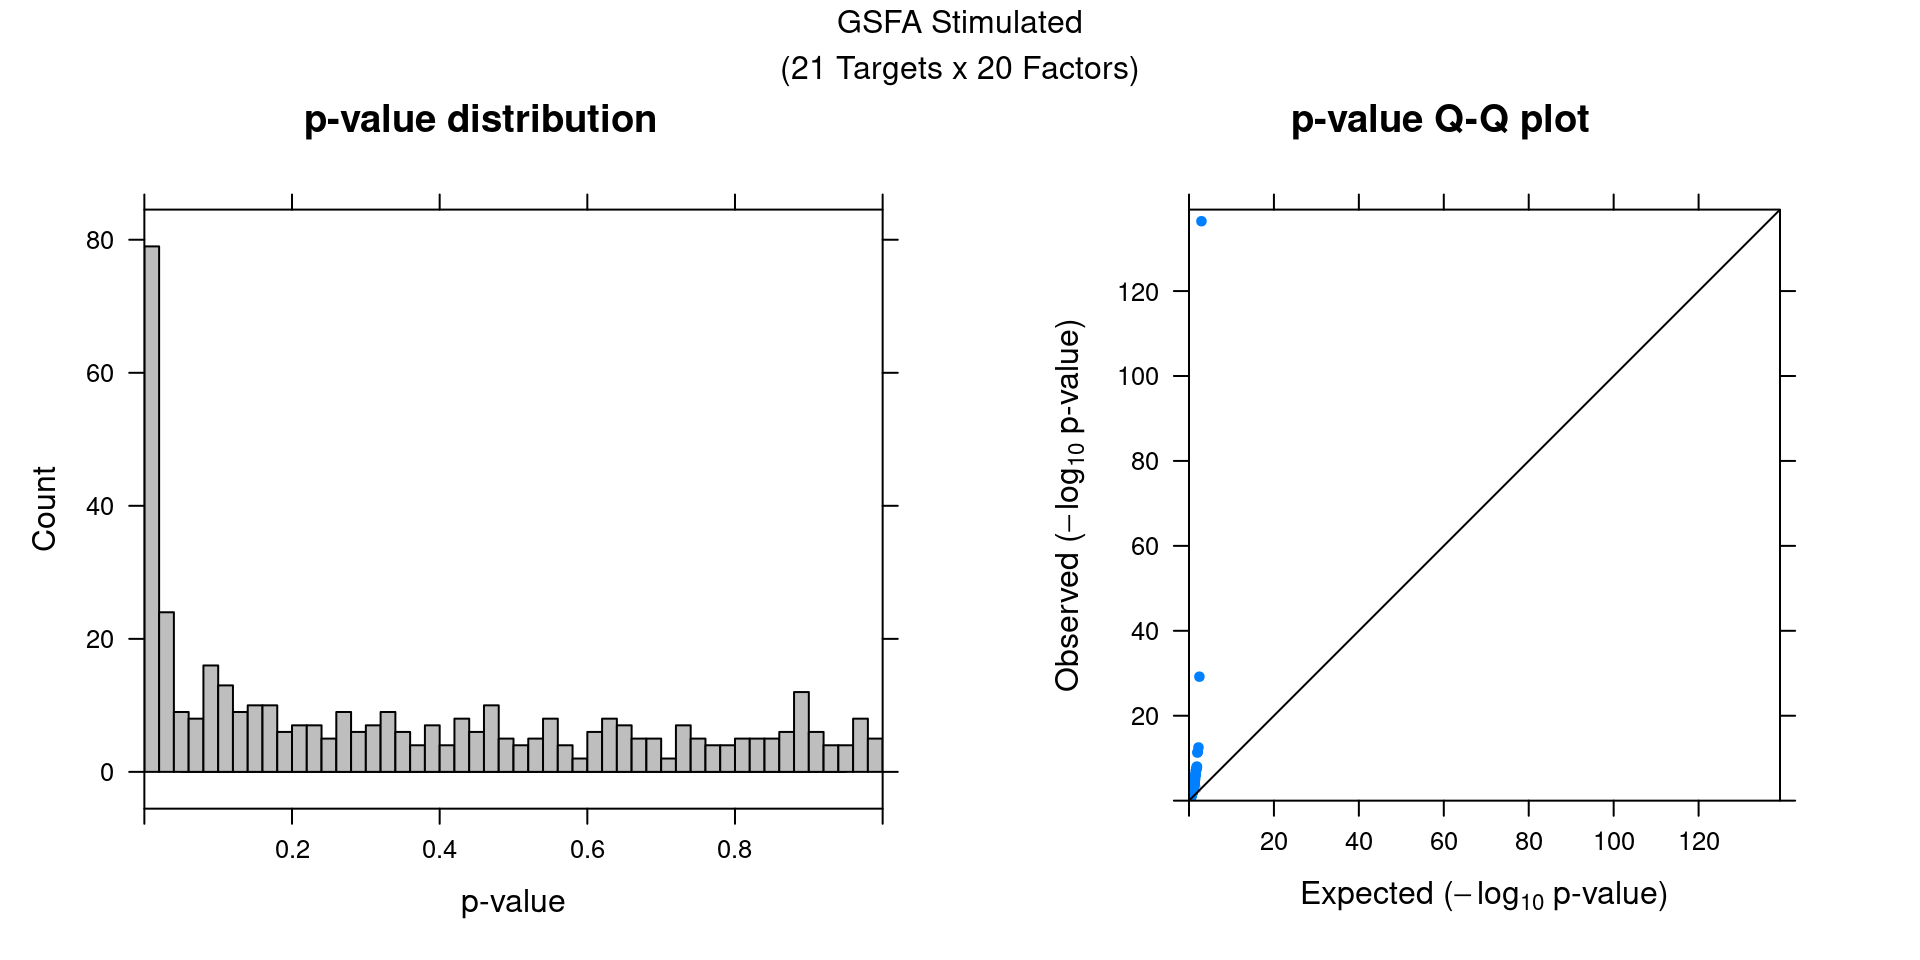 GSFA Stimulated
(21 Targets x 20 Factors)
p-value distribution
80
60
40
20
0
Count
0.2 0.4 0.6 0.8
p-value
p-value Q-Q plot
120
100
80
60
40
20
Observed (−log10 p-value)
20 40 60 80 100 120
Expected (−log10 p-value)